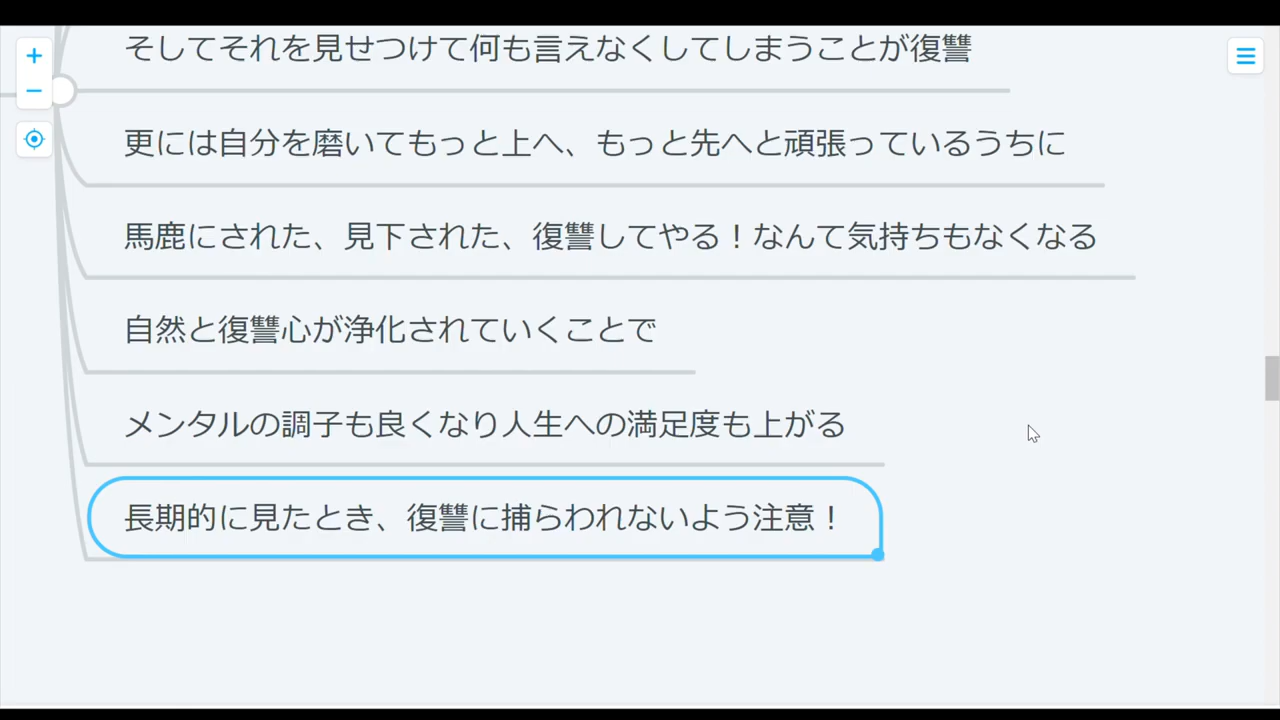 そしてそれを見せつけて何も言えなくしてしまうことが復讐
更には自分を磨いてもっと上へ、もっと先へと頑張っているうちに
馬鹿にされた、見下された、復讐してやる！なんて気持ちもなくなる
自然と復讐心が浄化されていくことで
メンタルの調子も良くなり人生への満足度も上がる
長期的に見たとき、復讐に捕らわれないよう注意！